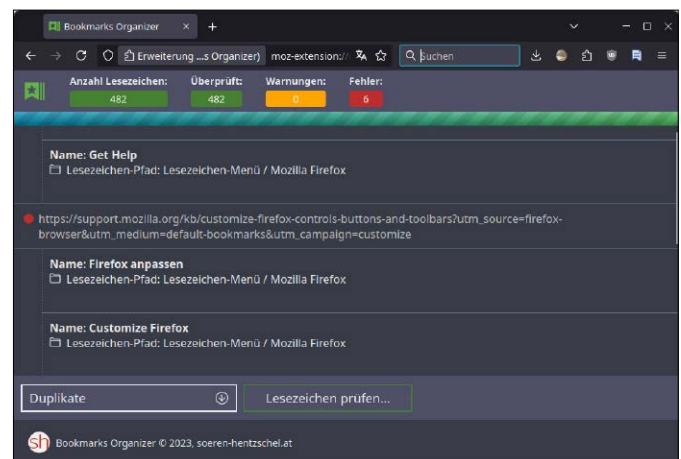 Bookmarks Organizer
Erweiterung ...s Organizer) moz-extension:// Suchen
Anzahl Lesezeichen: Überprüft: Warnungen: Fehler:
482 482 0 6
Name: Get Help
Lesezeichen-Pfad: Lesezeichen-Menü / Mozilla Firefox
https://support.mozilla.org/kb/customize-firefox-controls-buttons-and-toolbars?utm_source=firefox-
browser&utm_medium=default-bookmarks&utm_campaign=customize
Name: Firefox anpassen
Lesezeichen-Pfad: Lesezeichen-Menü / Mozilla Firefox
Name: Customize Firefox
Lesezeichen-Pfad: Lesezeichen-Menü / Mozilla Firefox
Duplikate Lesezeichen prüfen...
sh Bookmarks Organizer © 2023, soeren-hentzschel.at